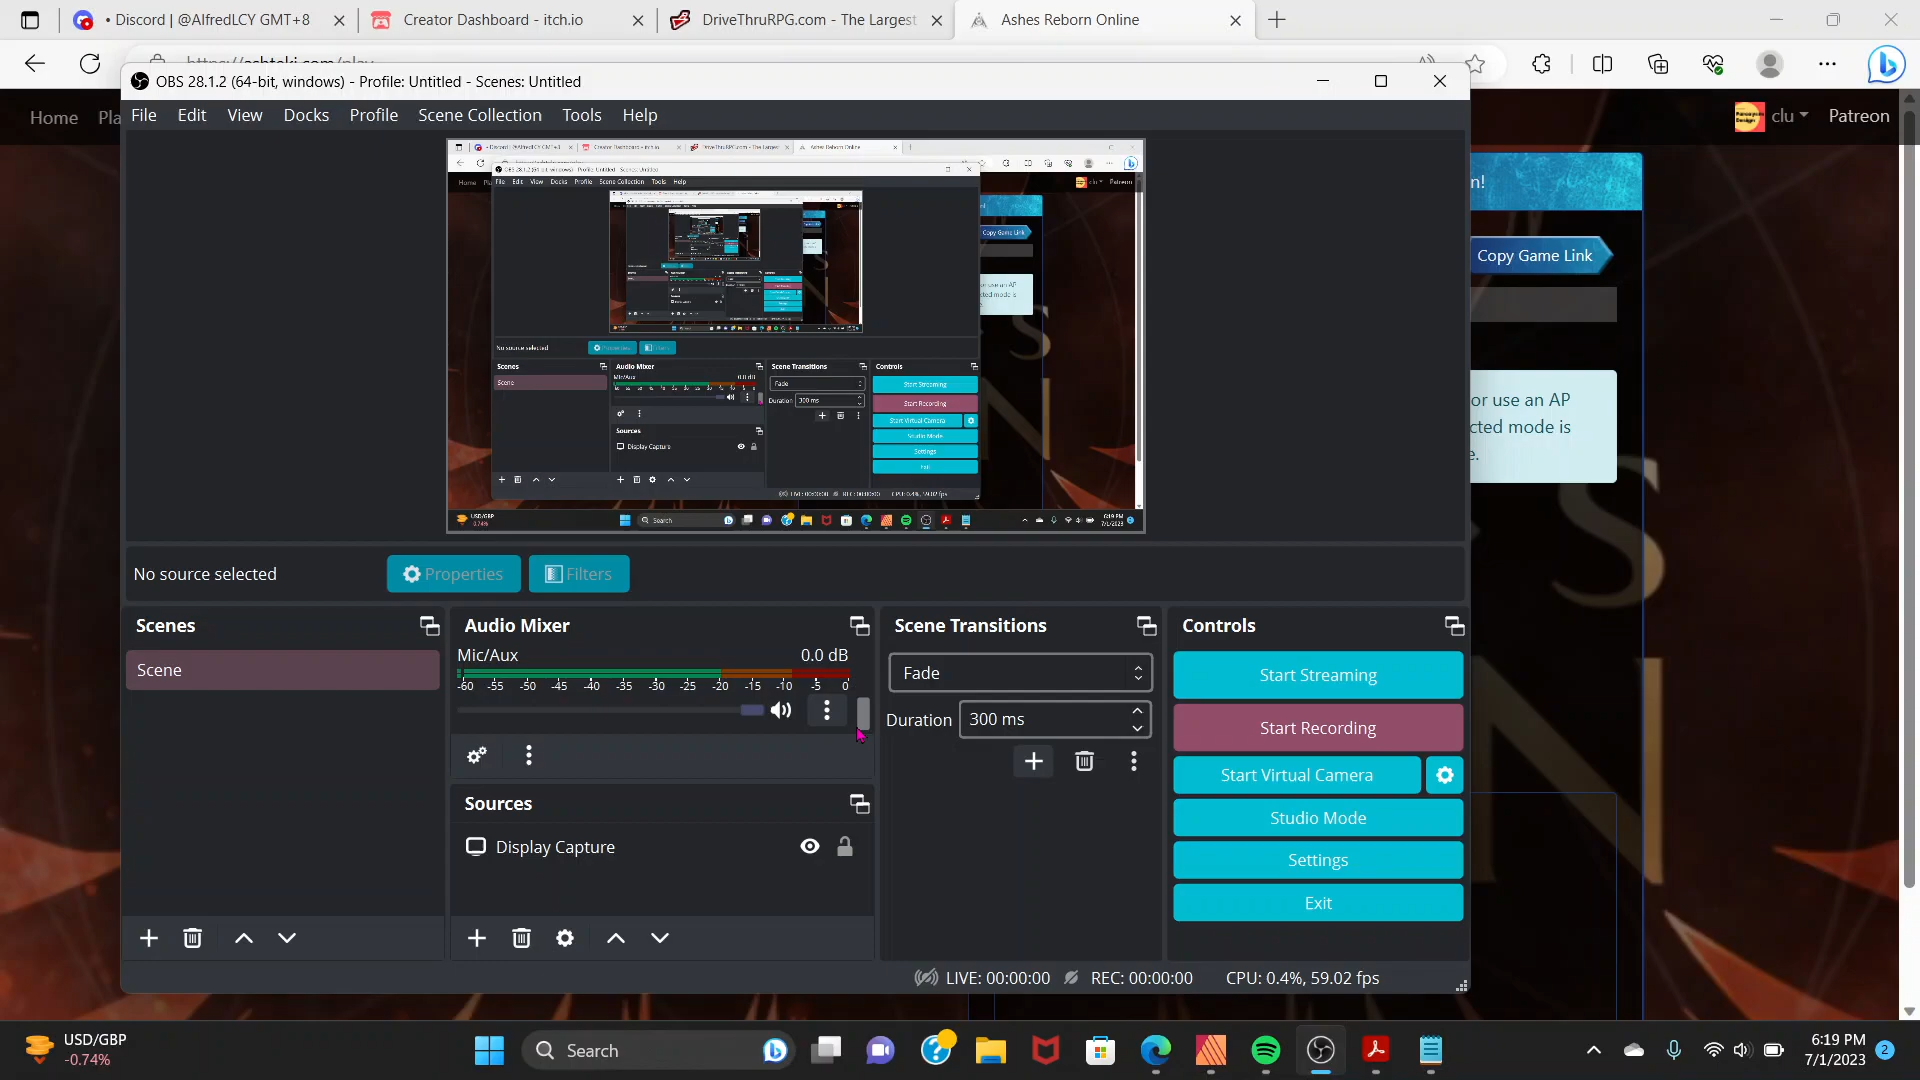 • Discord | @AlfredLCY GMT+8
Creator Dashboard - itch.io
DriveThruRPG.com - The Largest
Ashes Reborn Online
https://ashteki.com/play
OBS 28.1.2 (64-bit, windows) - Profile: Untitled - Scenes: Untitled
File Edit View Docks Profile Scene Collection Tools Help
Home
clu
Patreon
n!
Copy Game Link
or use an AP
cted mode is
e.
No source selected
Properties
Filters
Scenes
Scene
Audio Mixer
Mic/Aux 0.0 dB
-60 -55 -50 -45 -40 -35 -30 -25 -20 -15 -10 -5 0
Sources
Display Capture
Scene Transitions
Fade
Duration 300 ms
Controls
Start Streaming
Start Recording
Start Virtual Camera
Studio Mode
Settings
Exit
LIVE: 00:00:00 REC: 00:00:00 CPU: 0.4%, 59.02 fps
USD/GBP
-0.74%
Search
6:19 PM
7/1/2023
2